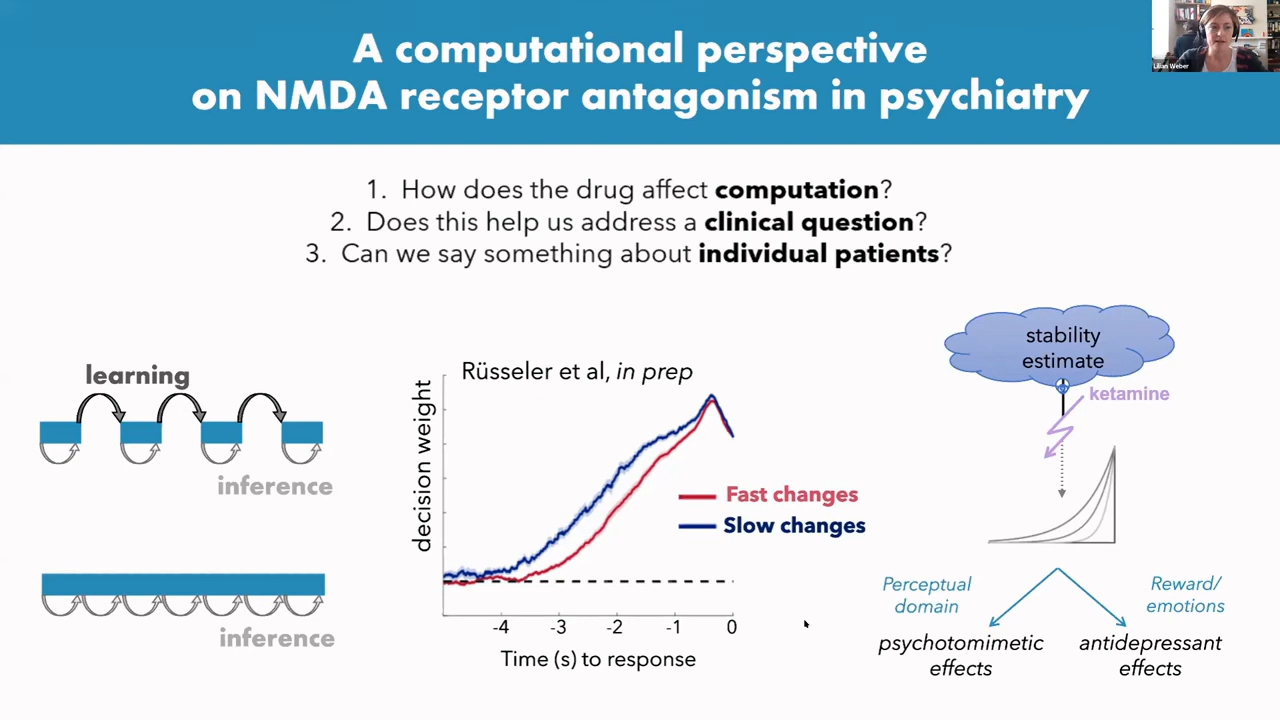 A computational perspective
on NMDA receptor antagonism in psychiatry
Lilian Weber
1. How does the drug affect computation?
2. Does this help us address a clinical question?
3. Can we say something about individual patients?
learning
inference
inference
Rüsseler et al, in prep
decision weight
Fast changes
Slow changes
-4 -3 -2 -1 0
Time (s) to response
stability
estimate
ketamine
Perceptual
domain
Reward/
emotions
psychotomimetic
effects
antidepressant
effects